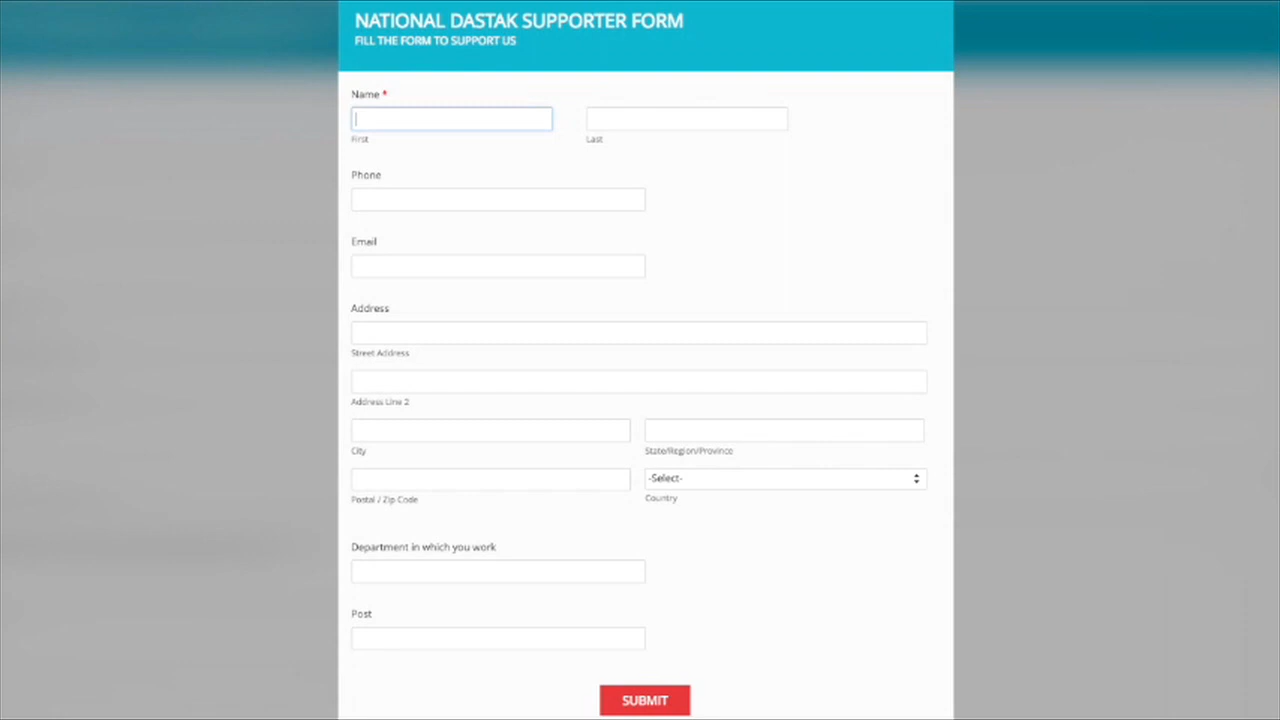 NATIONAL DASTAK SUPPORTER FORM
FILL THE FORM TO SUPPORT US
Name *
First Last
Phone
Email
Address
Street Address
Address Line 2
City State/Region/Province
-Select-
Postal / Zip Code Country
Department in which you work
Post
SUBMIT